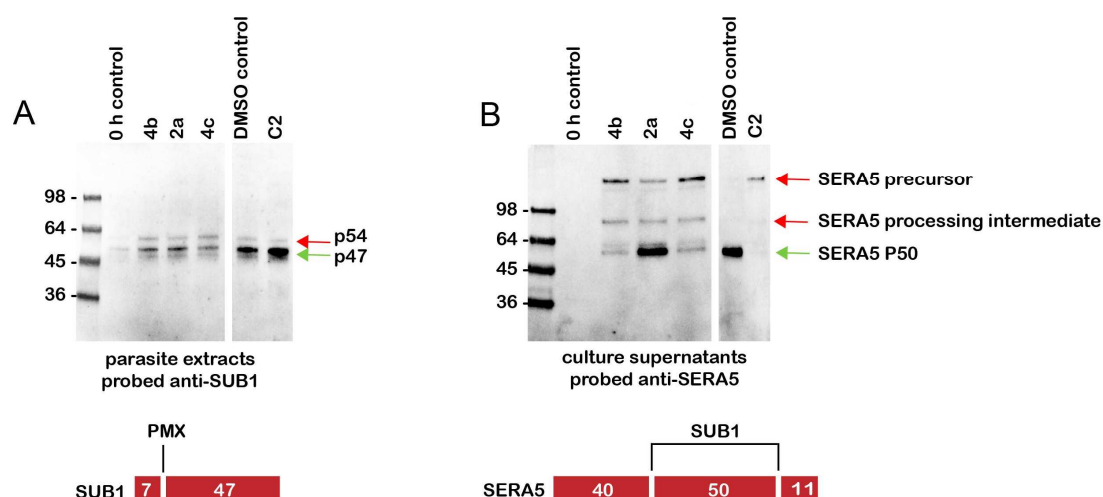 A
0 h control
4b
2a
4c
DMSO control
C2
98 -
64 -
45 -
36 -
p54
p47
parasite extracts
probed anti-SUB1
PMX
SUB1 7 47
B
0 h control
4b
2a
4c
DMSO control
C2
98 -
64 -
45 -
36 -
SERA5 precursor
SERA5 processing intermediate
SERA5 P50
culture supernatants
probed anti-SERA5
SUB1
SERA5 40 50 11